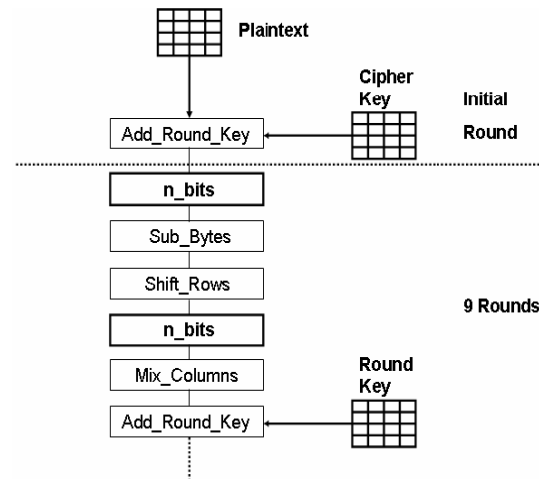 Plaintext
Cipher
Key
Initial
Add_Round_Key
Round
n_bits
Sub_Bytes
Shift_Rows
9 Rounds
n_bits
Mix_Columns
Round
Key
Add_Round_Key